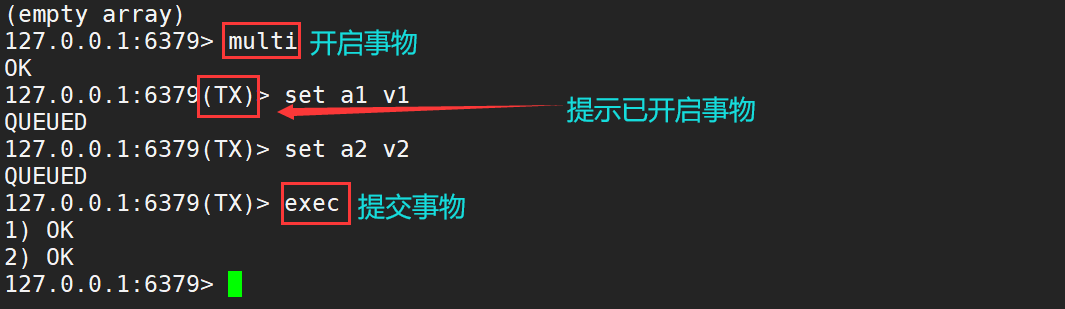 (empty array)
127.0.0.1:6379> multi 开启事物
OK
127.0.0.1:6379(TX)> set a1 v1
提示已开启事物
QUEUED
127.0.0.1:6379(TX)> set a2 v2
QUEUED
127.0.0.1:6379(TX)> exec 提交事物
1) OK
2) OK
127.0.0.1:6379>